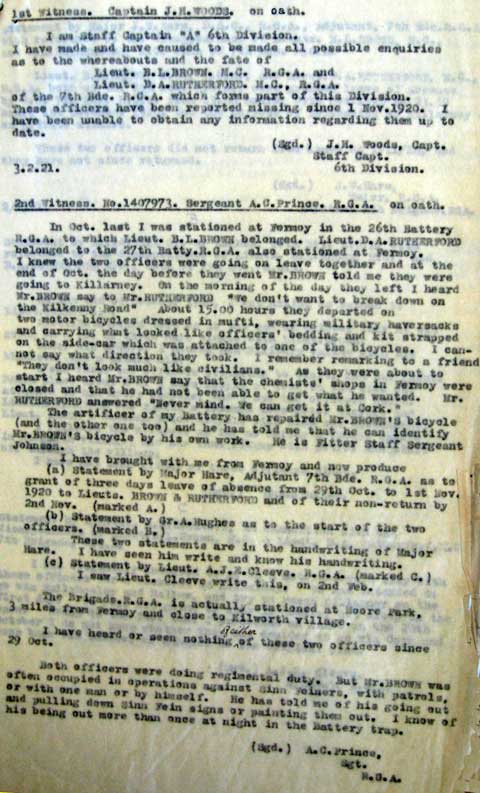 1st Witness. Captain J.H.WOODS. on oath.
I am Staff Captain "A" 6th Division.
I have made and have caused to be made all possible enquiries
as to the whereabouts and the fate of
Lieut. B.L.BROWN. M.C. R.G.A. and
Lieut. D.A.RUTHERFORD. M.C., R.G.A.
of the 7th Bde. R.G.A. which forms part of this Division.
These officers have been reported missing since 1 Nov.1920. I
have been unable to obtain any information regarding them up to
date.
(Sgd.) J.H. Woods, Capt.
Staff Capt.
6th Division.
3.2.21.
2nd Witness. No.1407973. Sergeant A.C.Prince. R.G.A. on oath.
In Oct. last I was stationed at Fermoy in the 26th Battery
R.G.A. to which Lieut. B.L.BROWN belonged. Lieut.D.A.RUTHERFORD
belonged to the 27th Batty.R.G.A. also stationed at Fermoy.
I knew the two officers were going on leave together and at the
end of Oct. the day before they went Mr.BROWN told me they were
going to Killarney. On the morning of the day they left I heard
Mr.BROWN say to Mr.RUTHERFORD "We don't want to break down on
the Kilkenny Road" About 15.00 hours they departed on
two motor bicycles dressed in mufti, wearing military haversacks
and carrying what looked like officers' bedding and kit strapped
on the side-car which was attached to one of the bicycles. I can-
not say what direction they took. I remember remarking to a friend
"They don't look much like civilians." As they were about to
start I heard Mr.BROWN say that the chemists' shops in Fermoy were
closed and that he had not been able to get what he wanted. Mr.
RUTHERFORD answered "Never mind. We can get it at Cork."
The artificer of my Battery has repaired Mr.BROWN's bicycle
(and the other one too) and he has told me that he can identify
Mr.BROWN's bicycle by his own work. He is Fitter Staff Sergeant
Johnson.
I have brought with me from Fermoy and now produce
(a) Statement by Major Hare, Adjutant 7th Bde. R.G.A. as to
grant of three days leave of absence from 29th Oct. to 1st Nov.
1920 to Lieuts. BROWN & RUTHERFORD and of their non-return by
2nd Nov. (marked A.)
(b) Statement by Gr.A.Hughes as to the start of the two
officers. (marked B.)
These two statements are in the handwriting of Major
Hare. I have seen him write and know his handwriting.
(c) Statement by Lieut. A.J.E.Cleeve. R.G.A (marked C.)
I saw Lieut. Cleeve write this, on 2nd Feb.
The Brigade.R.G.A. is actually stationed at Moore Park.
3 miles from Fermoy and close to Kilworth village.
I have heard or seen nothing either of these two officers since
29 Oct.
Both officers were doing regimental duty. But Mr.BROWN was
often occupied in operations against Sinn Feiners, with patrols,
or with one man or by himself. He has told me of his going out
and pulling down Sinn Fein signs or painting them out. I know of
his being out more than once at night in the Battery trap.
(Sgd.) A.C.Prince,
Sgt.
R.G.A.